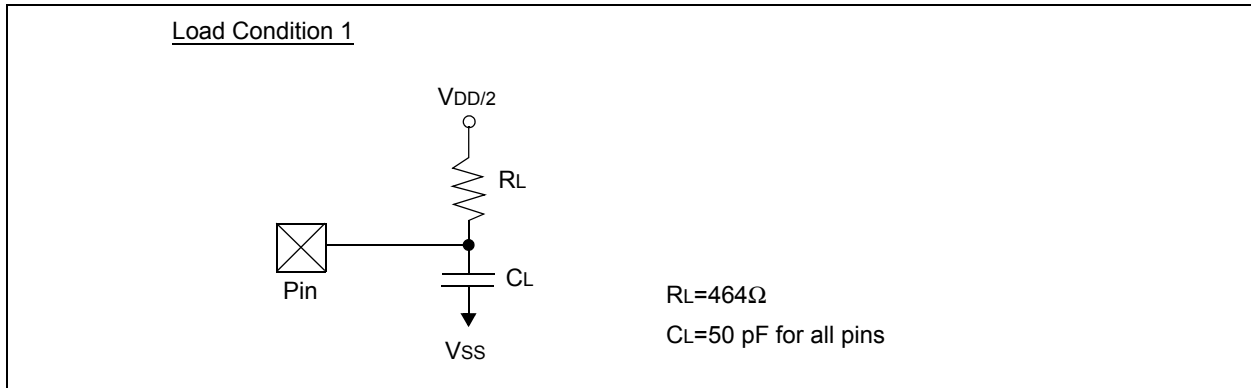 Load Condition 1
VDD/2
RL
Pin
CL
VSS
RL=464Ω
CL=50 pF for all pins